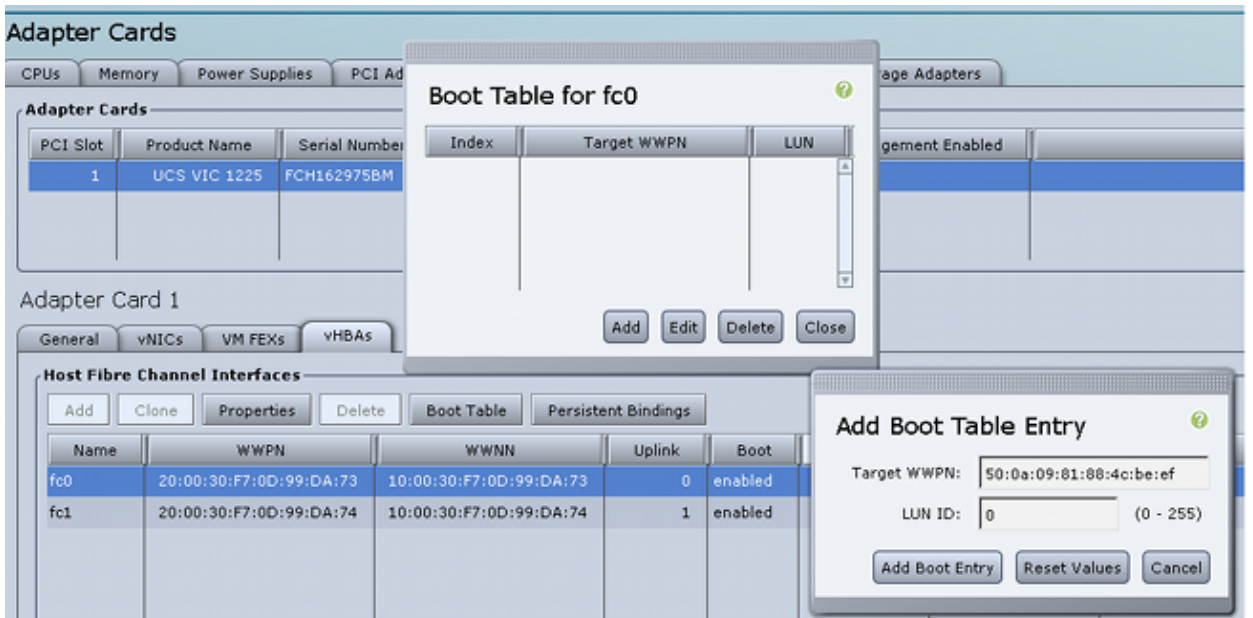 Adapter Cards
CPUs Memory Power Supplies PCI Ad age Adapters
Adapter Cards
PCI Slot Product Name Serial Number gement Enabled
1 UCS VIC 1225 FCH162975BM
Boot Table for fc0
Index Target WWPN LUN
Add Edit Delete Close
Adapter Card 1
General vNICs VM FEXs vHBAs
Host Fibre Channel Interfaces
Add Clone Properties Delete Boot Table Persistent Bindings
Name WWPN WWNN Uplink Boot
fc0 20:00:30:F7:0D:99:DA:73 10:00:30:F7:0D:99:DA:73 0 enabled
fc1 20:00:30:F7:0D:99:DA:74 10:00:30:F7:0D:99:DA:74 1 enabled
Add Boot Table Entry
Target WWPN: 50:0a:09:81:88:4c:be:ef
LUN ID: 0 (0 - 255)
Add Boot Entry Reset Values Cancel